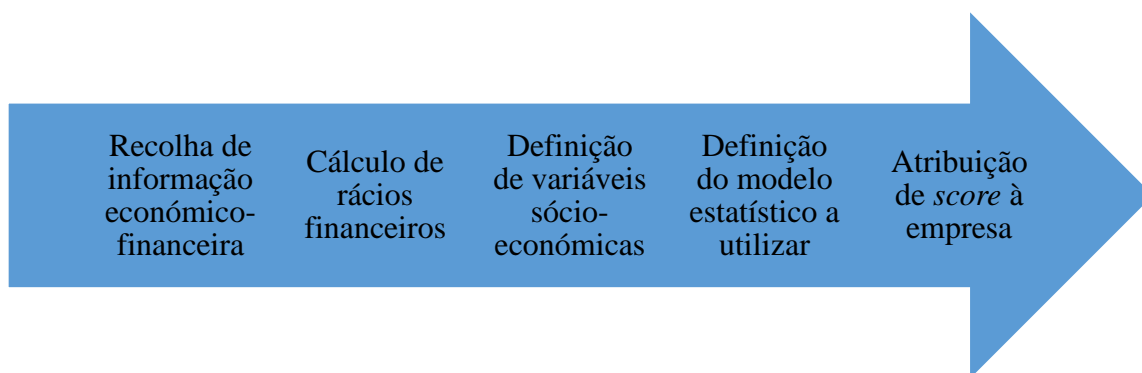 Recolha de
informação
económico-
financeira
Cálculo de
rácios
financeiros
Definição
de variáveis
sócio-
económicas
Definição
do modelo
estatístico a
utilizar
Atribuição
de score à
empresa